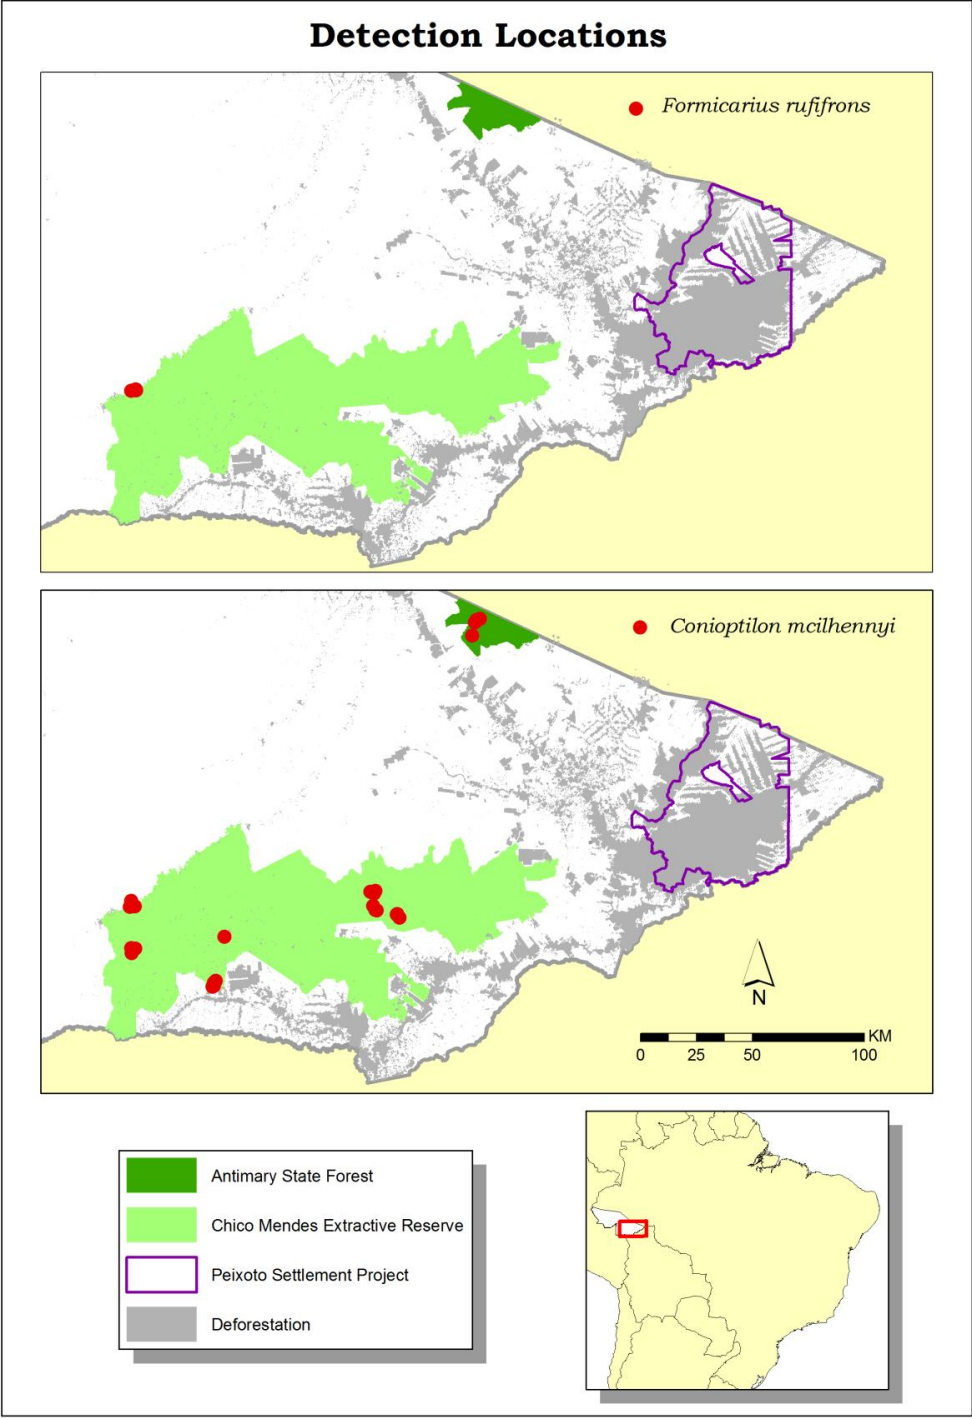 Detection Locations
Formicarius rufifrons
Conioptilon mcilhennyi
N
KM
0 25 50 100
Antimary State Forest
Chico Mendes Extractive Reserve
Peixoto Settlement Project
Deforestation